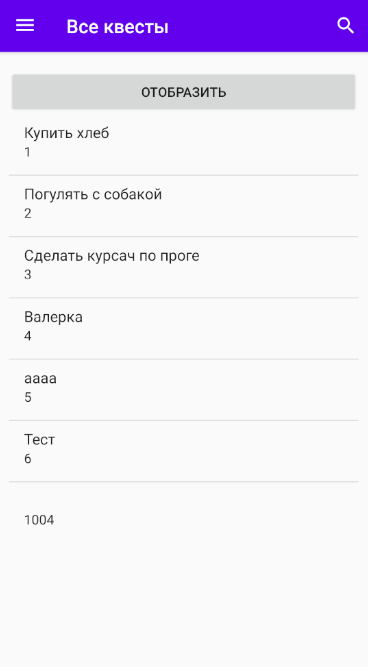 Все квесты
ОТОБРАЗИТЬ
Купить хлеб
1
Погулять с собакой
2
Сделать курсач по проге
3
Валерка
4
аааа
5
Тест
6
1004